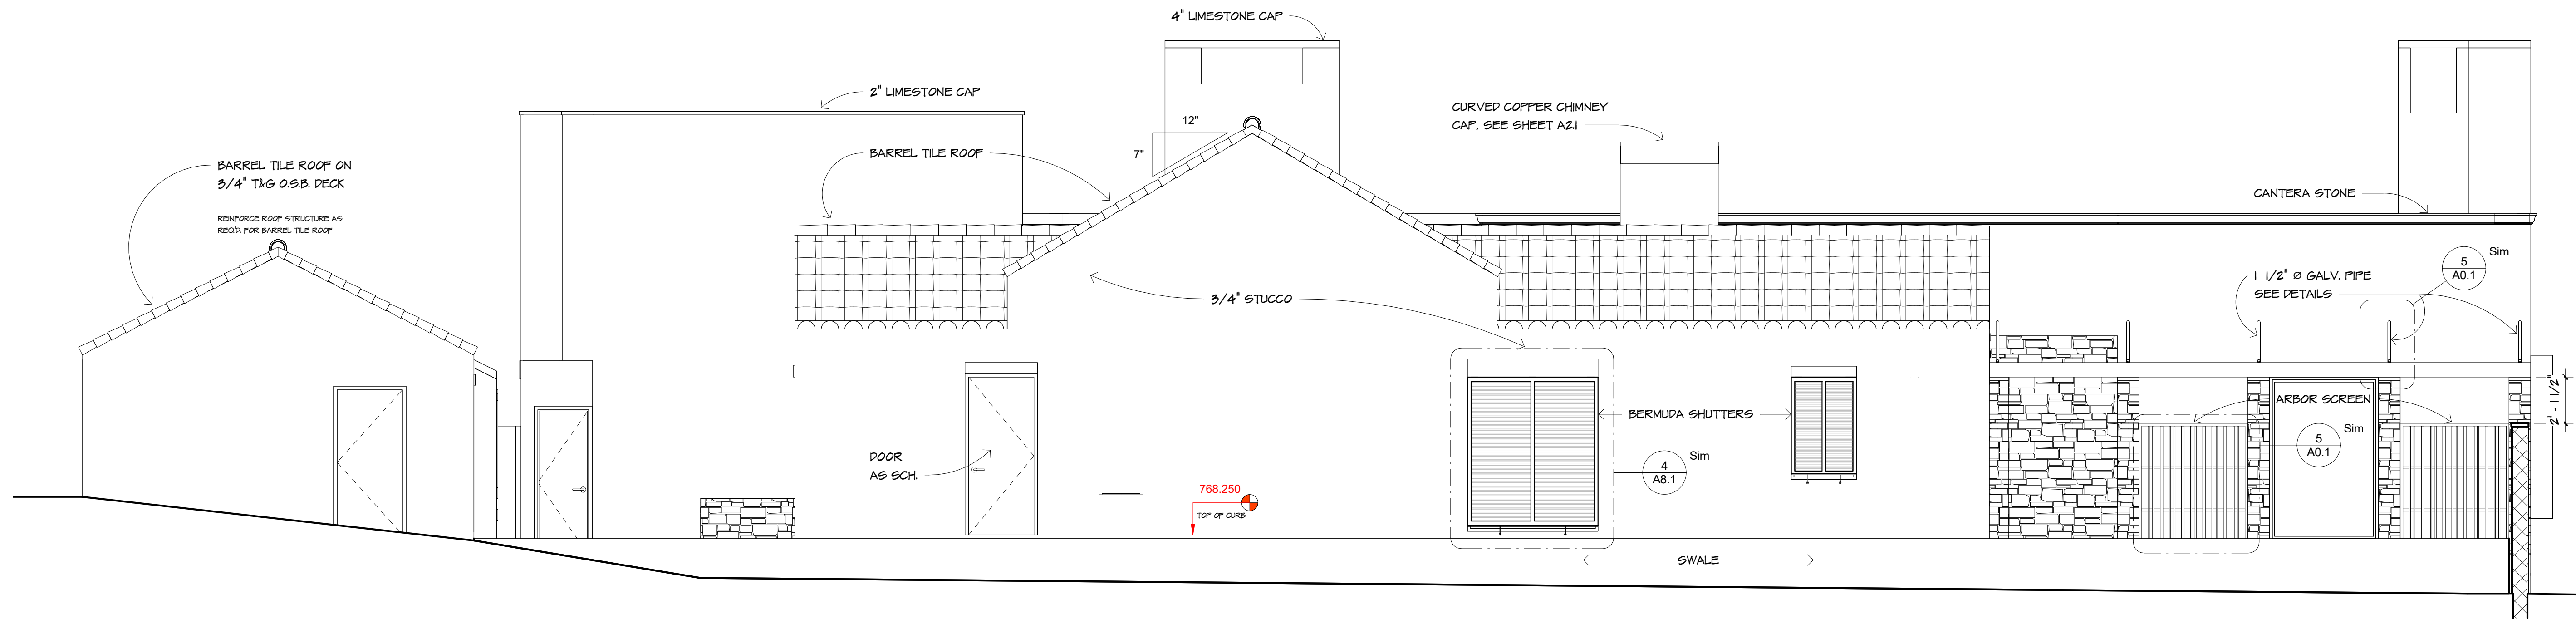 4" LIMESTONE CAP
2" LIMESTONE CAP
CURVED COPPER CHIMNEY
CAP, SEE SHEET A2.1
12"
7"
BARREL TILE ROOF
BARREL TILE ROOF ON
3/4" T&G O.S.B. DECK
REINFORCE ROOF STRUCTURE AS
REQ'D. FOR BARREL TILE ROOF
CANTERA STONE
5
A0.1
Sim
1 1/2" Ø GALV. PIPE
SEE DETAILS
3/4" STUCCO
2' - 1 1/2"
ARBOR SCREEN
BERMUDA SHUTTERS
5
A0.1
Sim
DOOR
AS SCH.
4
A8.1
Sim
768.250
TOP OF CURB
SWALE